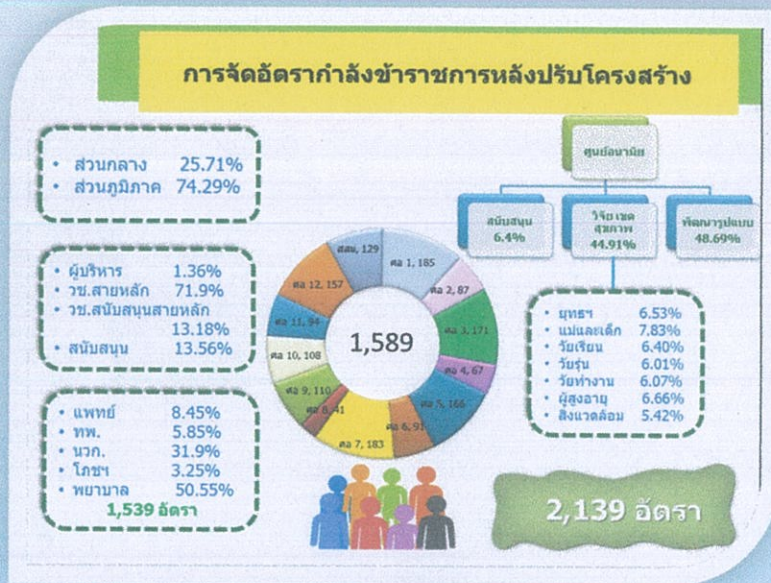 การจัดอัตรากำลังข้าราชการหลังปรับโครงสร้าง
• ส่วนกลาง 25.71%
• ส่วนภูมิภาค 74.29%
ศูนย์อนามัย
สนับสนุน
6.4%
วิจัย เขต
สุขภาพ
44.91%
พัฒนารูปแบบ
48.69%
• ผู้บริหาร 1.36%
• วช.สายหลัก 71.9%
• วช.สนับสนุนสายหลัก
13.18%
• สนับสนุน 13.56%
สสม, 129
ศอ 1, 185
ศอ 2, 87
ศอ 3, 171
ศอ 4, 67
ศอ 5, 166
ศอ 6, 91
ศอ 7, 183
ศอ 8, 41
ศอ 9, 110
ศอ 10, 108
ศอ 11, 94
ศอ 12, 157
1,589
• ยุทธฯ 6.53%
• แม่และเด็ก 7.83%
• วัยเรียน 6.40%
• วัยรุ่น 6.01%
• วัยทำงาน 6.07%
• ผู้สูงอายุ 6.66%
• สิ่งแวดล้อม 5.42%
• แพทย์ 8.45%
• ทพ. 5.85%
• นวก. 31.9%
• โภชฯ 3.25%
• พยาบาล 50.55%
1,539 อัตรา
2,139 อัตรา